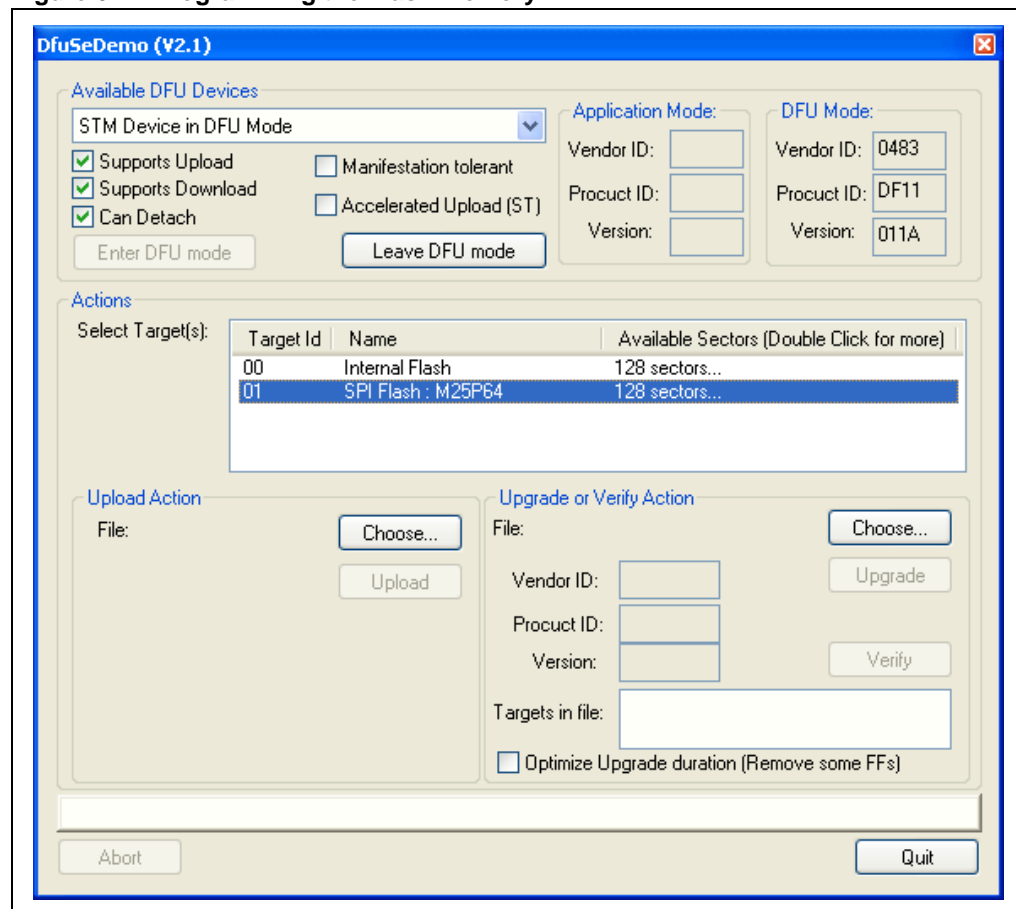 DfuSeDemo (V2.1)
Available DFU Devices
STM Device in DFU Mode
Supports Upload
Manifestation tolerant
Supports Download
Accelerated Upload (ST)
Can Detach
Enter DFU mode
Leave DFU mode
Application Mode:
Vendor ID:
Procuct ID:
Version:
DFU Mode:
Vendor ID: 0483
Procuct ID: DF11
Version: 011A
Actions
Select Target(s):
Target Id Name Available Sectors (Double Click for more)
00 Internal Flash 128 sectors...
01 SPI Flash : M25P64 128 sectors...
Upload Action
File:
Choose...
Upload
Upgrade or Verify Action
File:
Choose...
Vendor ID:
Upgrade
Procuct ID:
Version:
Verify
Targets in file:
Optimize Upgrade duration (Remove some FFs)
Abort
Quit